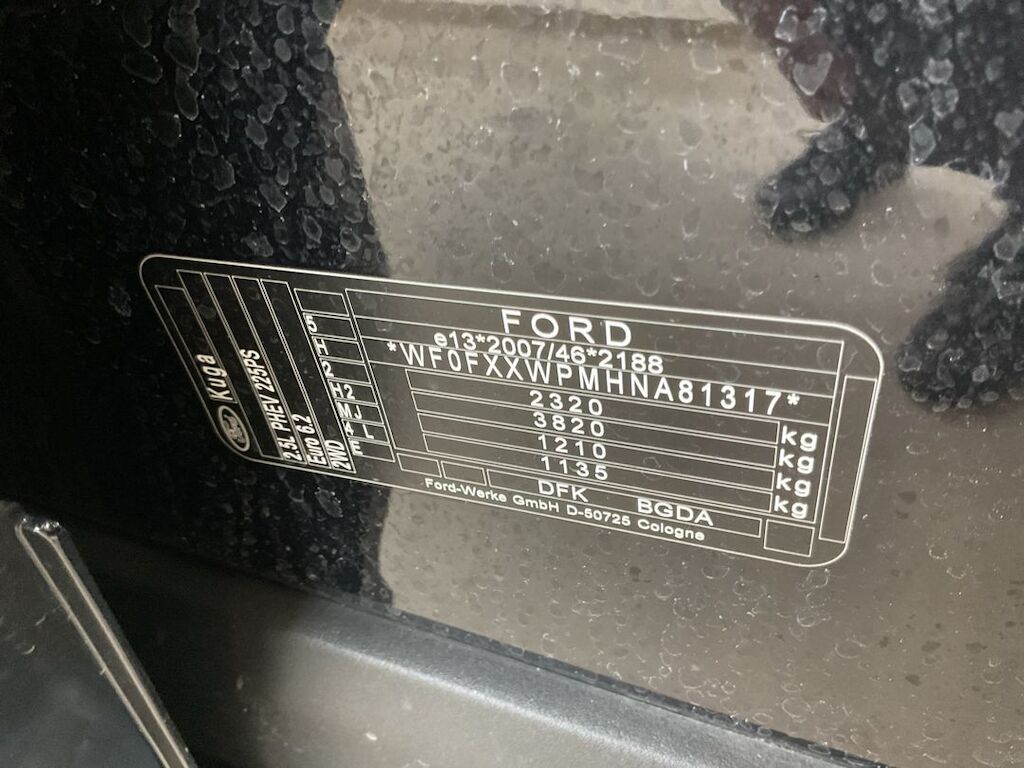 FORD
e13*2007/46*2188
*WF0FXXWPMHNA81317*
2320 kg
3820 kg
1210 kg
1135 kg
DFK BGDA
Ford-Werke GmbH D-50725 Cologne
Ford Kuga
2.5L PHEV 225PS
Euro 6.2
2WD
5
H
2
H2
MJ
A L
E